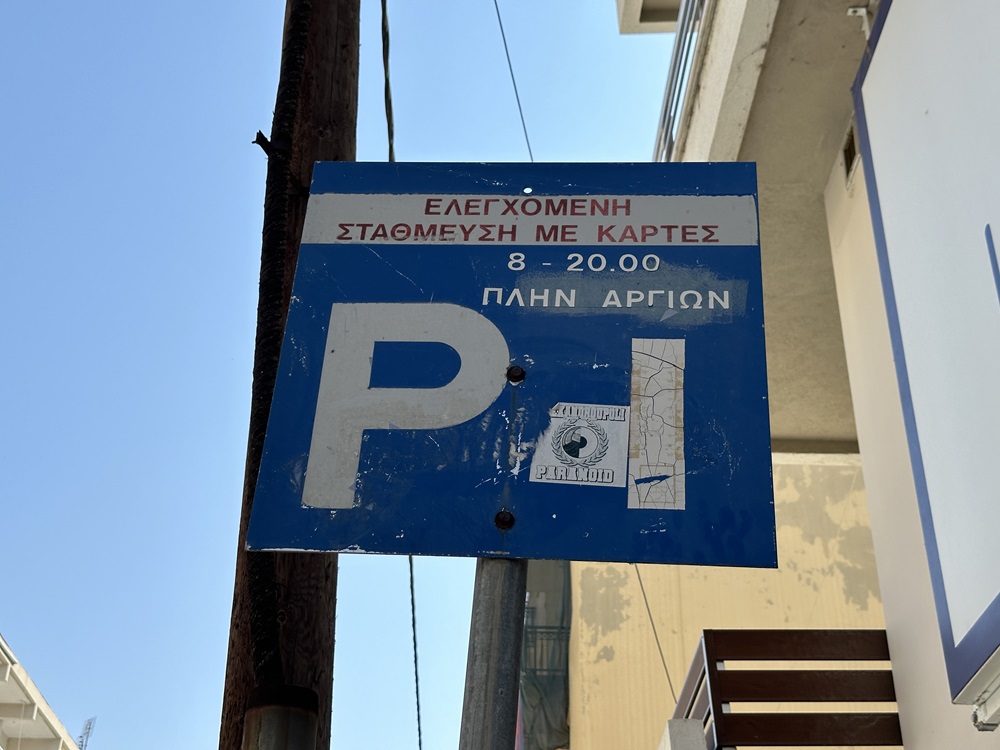 ΕΛΕΓΧΟΜΕΝΗ
ΣΤΑΘΜΕΥΣΗ ΜΕ ΚΑΡΤΕΣ
8 - 20.00
ΠΛΗΝ ΑΡΓΙΩΝ
P
PARANOID